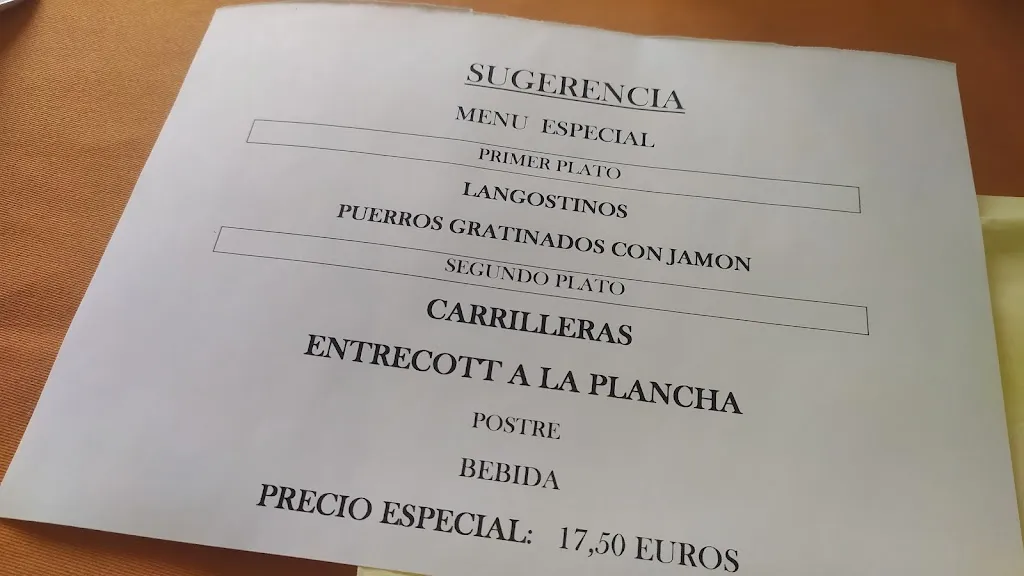 SUGERENCIA
MENU ESPECIAL
PRIMER PLATO
LANGOSTINOS
PUERROS GRATINADOS CON JAMON
SEGUNDO PLATO
CARRILLERAS
ENTRECOTT A LA PLANCHA
POSTRE
BEBIDA
PRECIO ESPECIAL: 17,50 EUROS